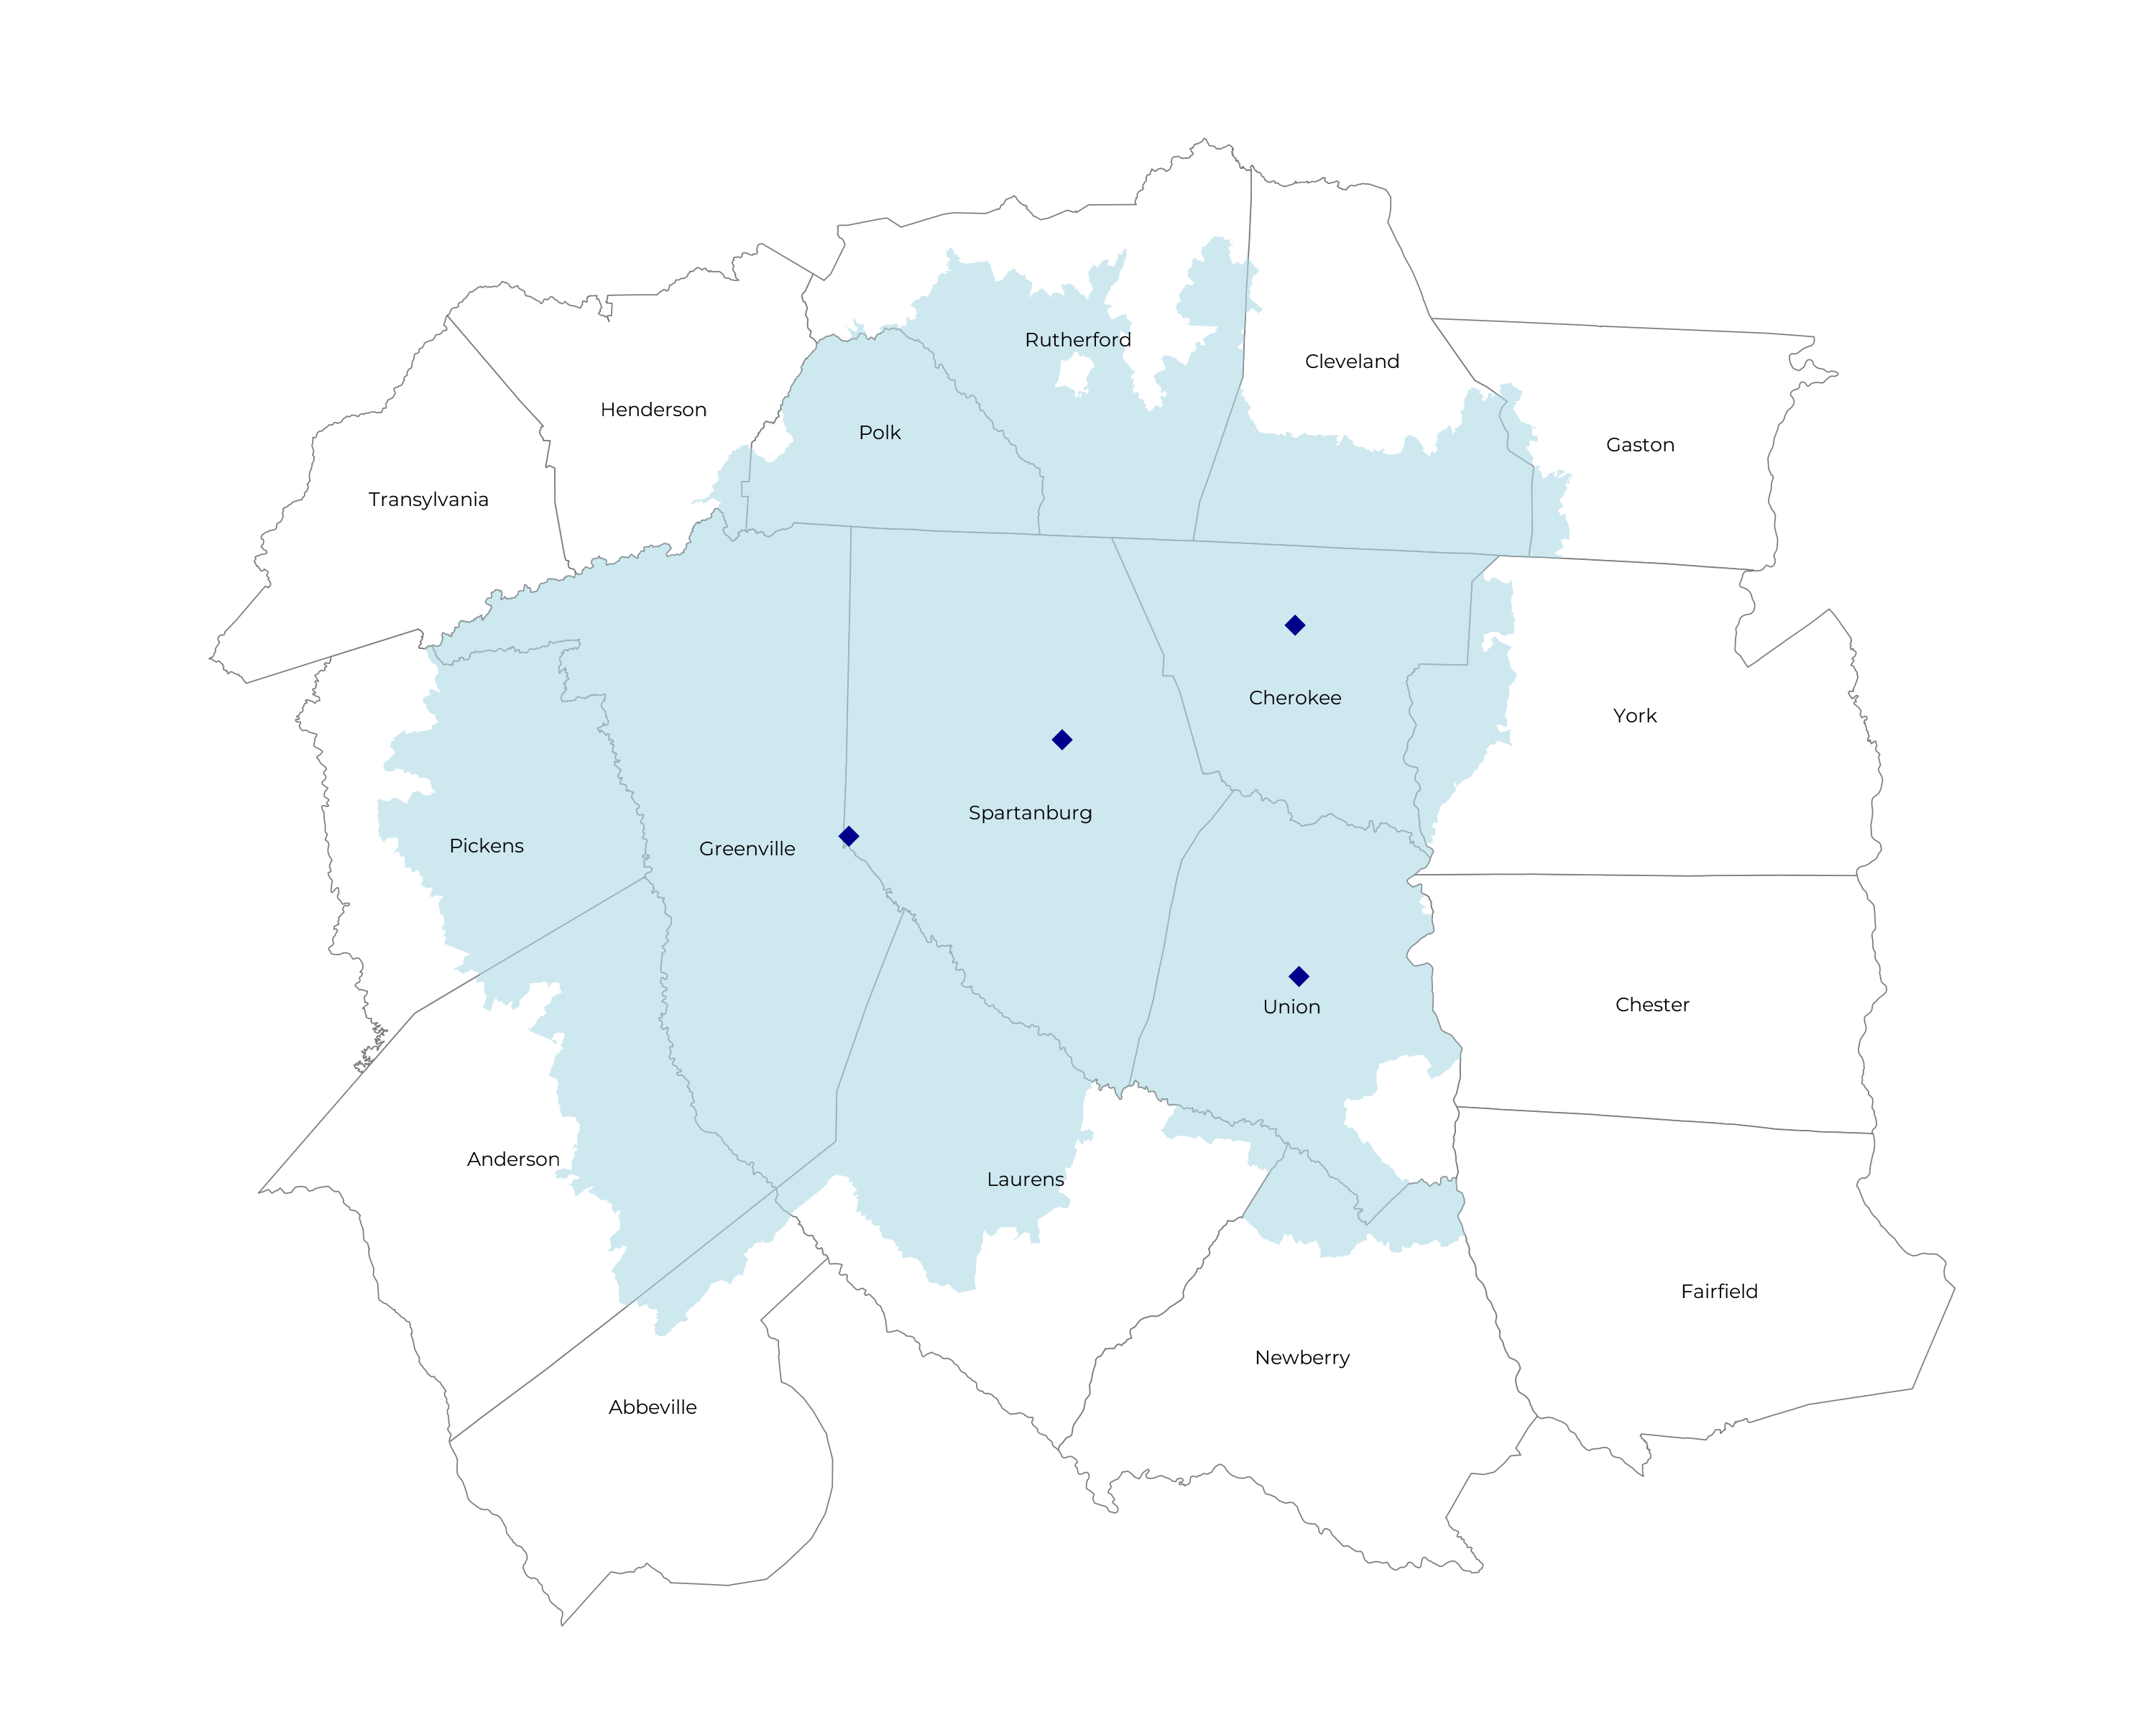 Rutherford
Cleveland
Henderson
Polk
Gaston
Transylvania
Cherokee
York
Spartanburg
Pickens
Greenville
Union
Chester
Anderson
Laurens
Fairfield
Newberry
Abbeville